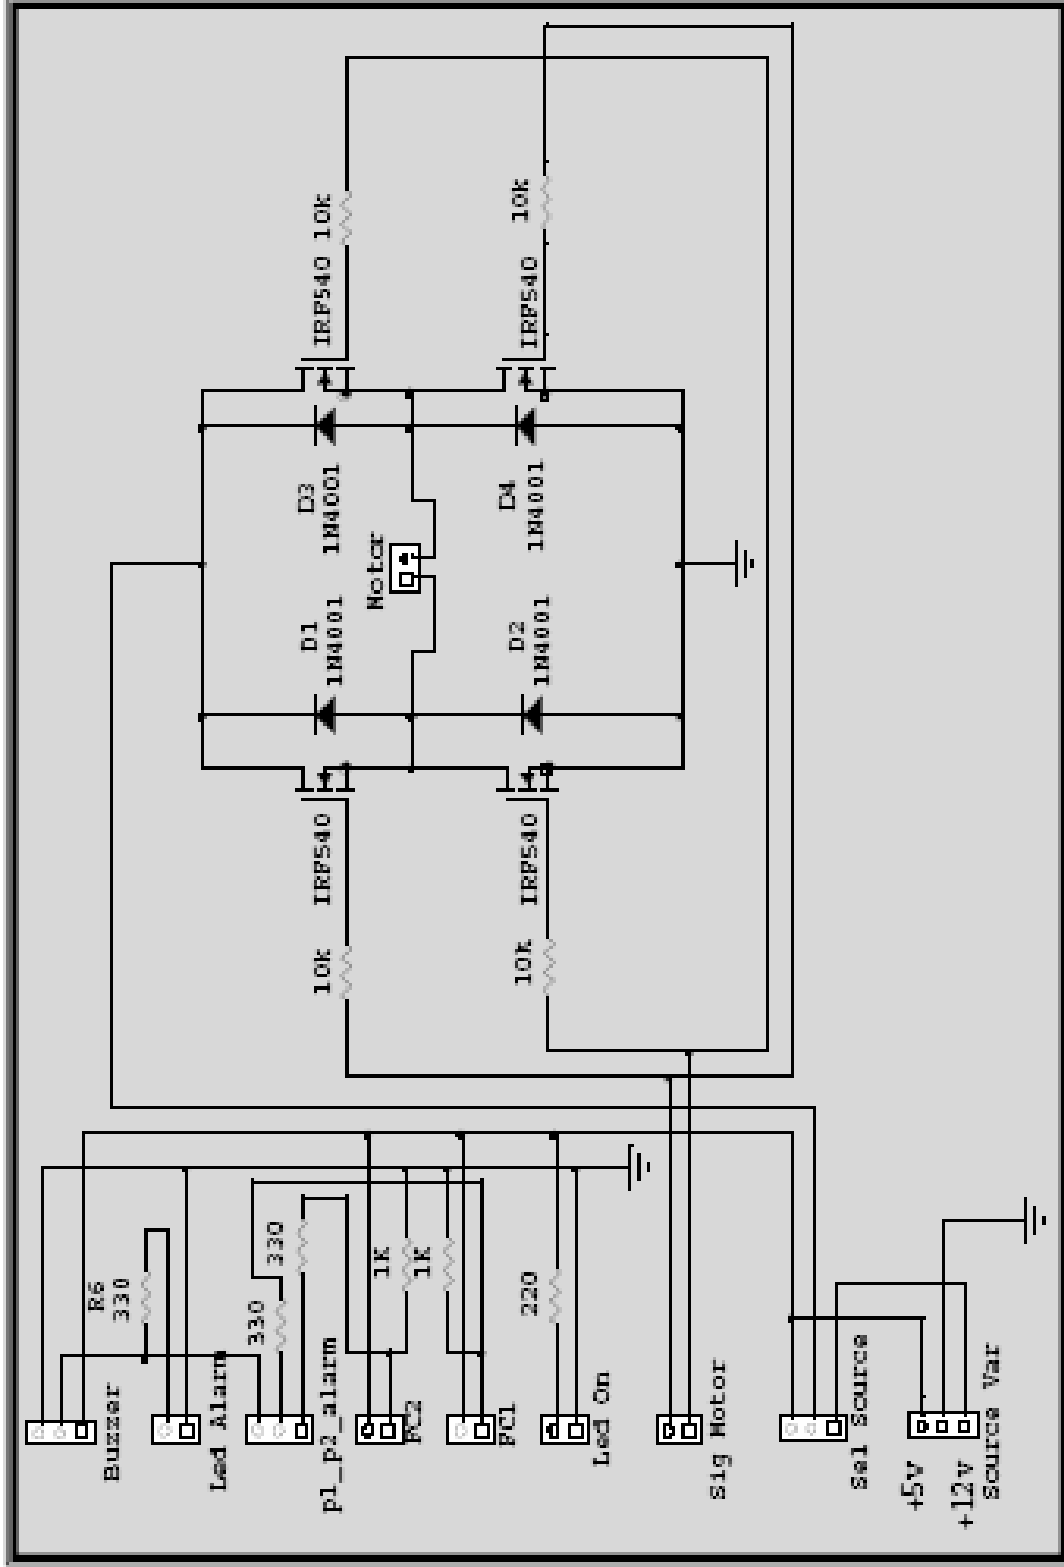 10K
IRF540
10K
IRF540
D3
1N4001
D4
1N4001
Motor
D1
1N4001
D2
1N4001
IRF540
10K
IRF540
10K
R6
330
330
330
1K
1K
220
Buzzer
Led Alarm
p1_p2_alarm
FC2
FC1
Led On
Sig Motor
Sel Source
+5v
+12v
Source Var